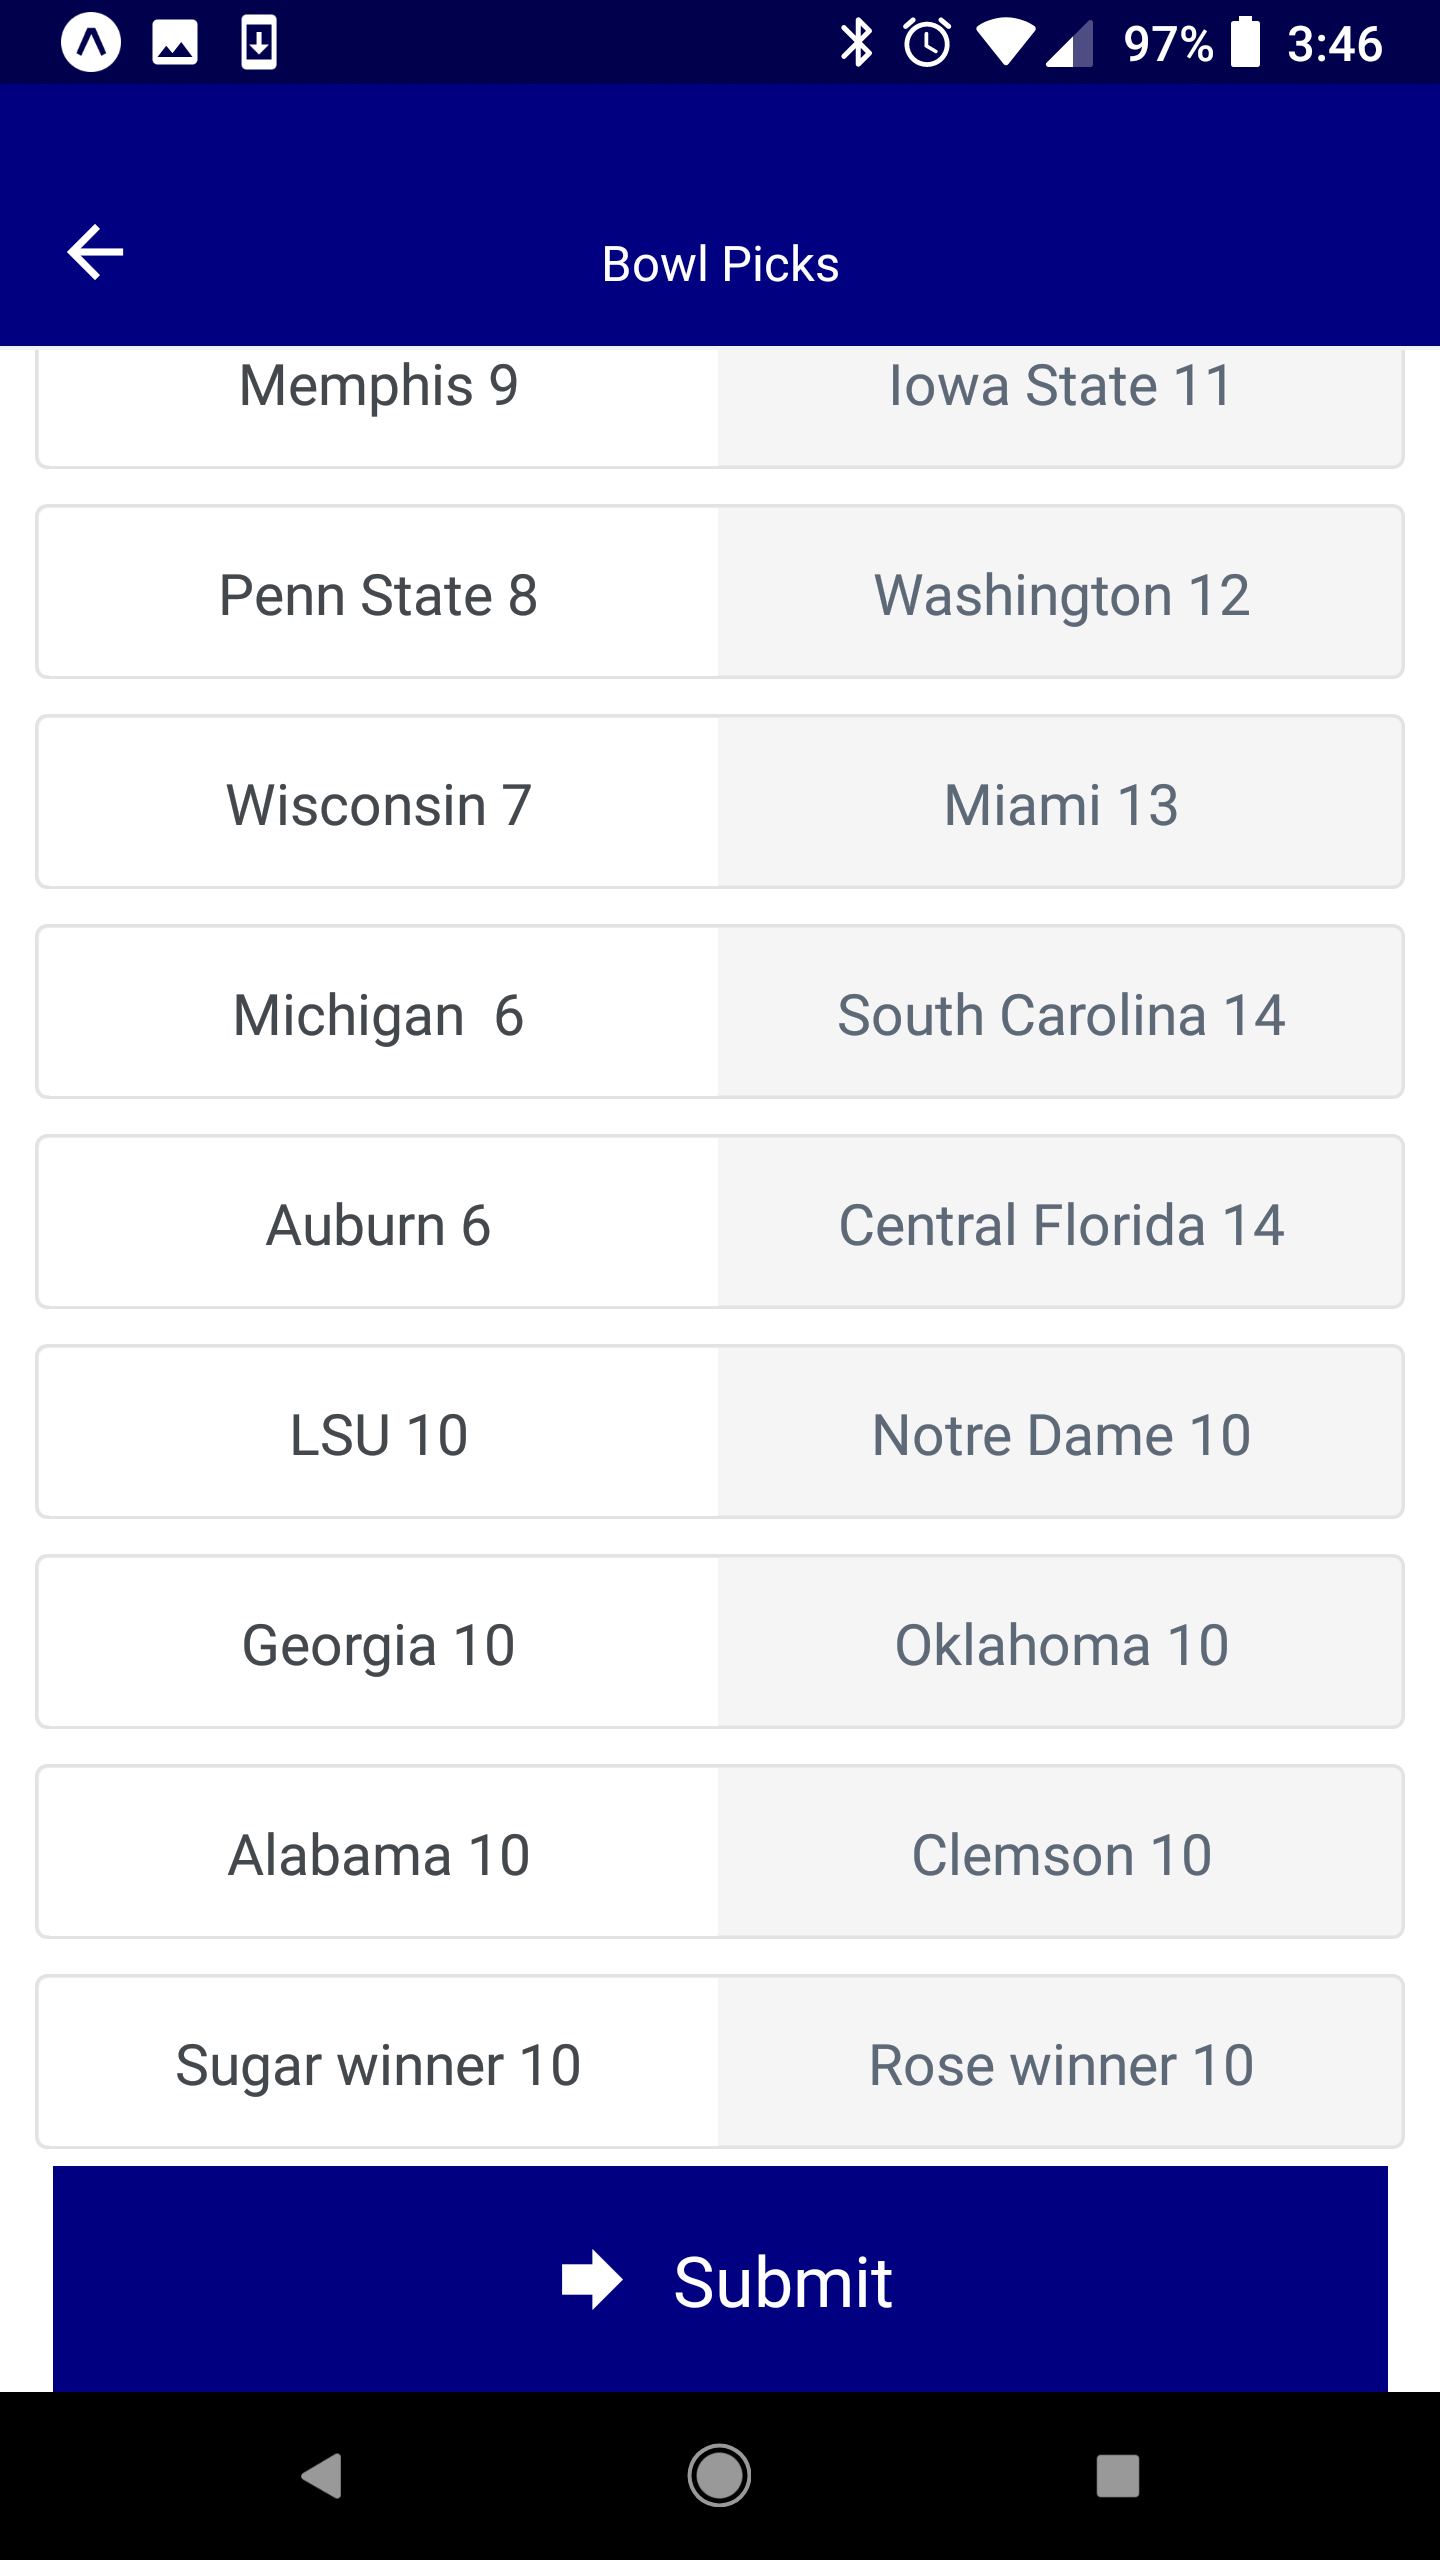 97% 3:46
Bowl Picks
Memphis 9 Iowa State 11
Penn State 8 Washington 12
Wisconsin 7 Miami 13
Michigan  6 South Carolina 14
Auburn 6 Central Florida 14
LSU 10 Notre Dame 10
Georgia 10 Oklahoma 10
Alabama 10 Clemson 10
Sugar winner 10 Rose winner 10
Submit